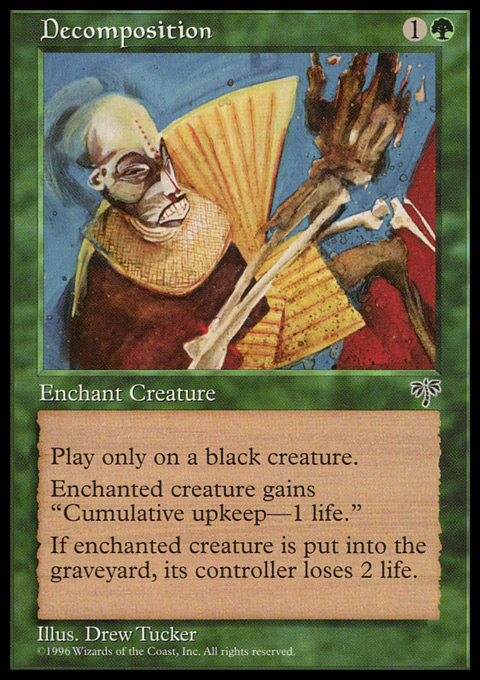 Decomposition 1
Enchant Creature
Play only on a black creature.
Enchanted creature gains
“Cumulative upkeep—1 life.”
If enchanted creature is put into the
graveyard, its controller loses 2 life.
Illus. Drew Tucker
©1996 Wizards of the Coast, Inc. All rights reserved.